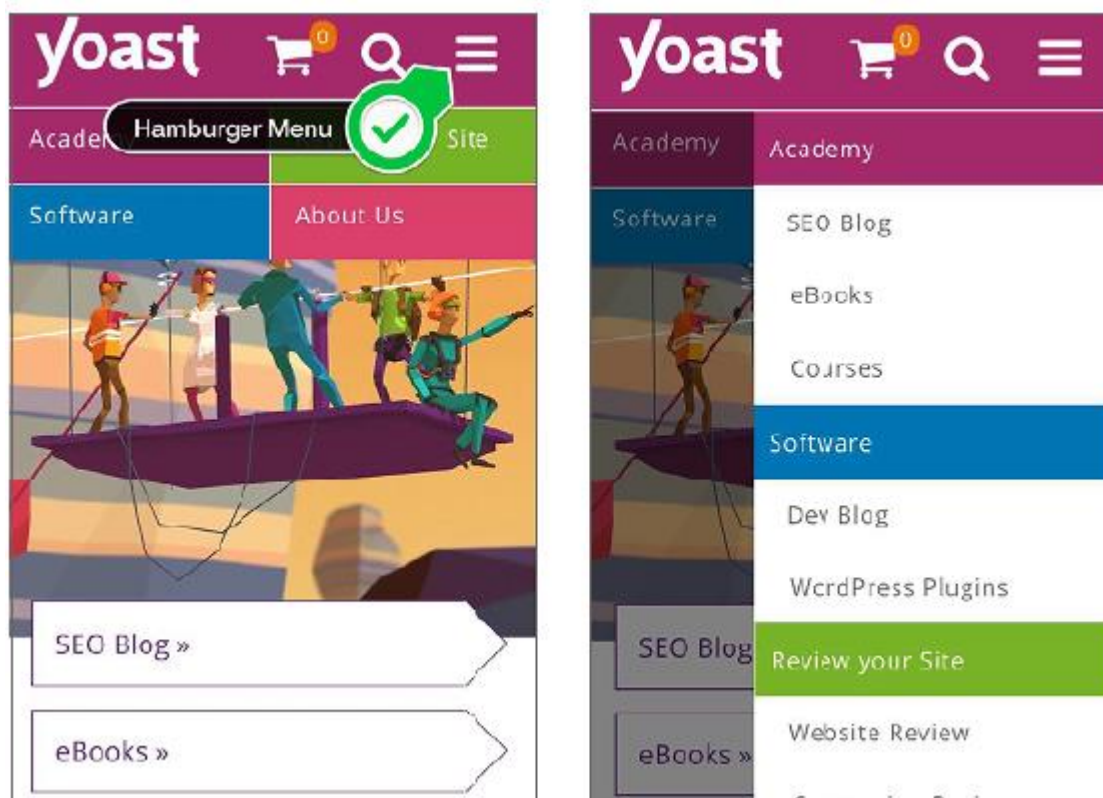 yoast 0
Hamburger Menu
Academ Site
Software About Us
SEO Blog »
eBooks »
yoast 0
Academy Academy
Software
SEO Blog
eBooks
Courses
Software
Dev Blog
WordPress Plugins
SEO Blog
Review your Site
Website Review
eBooks »